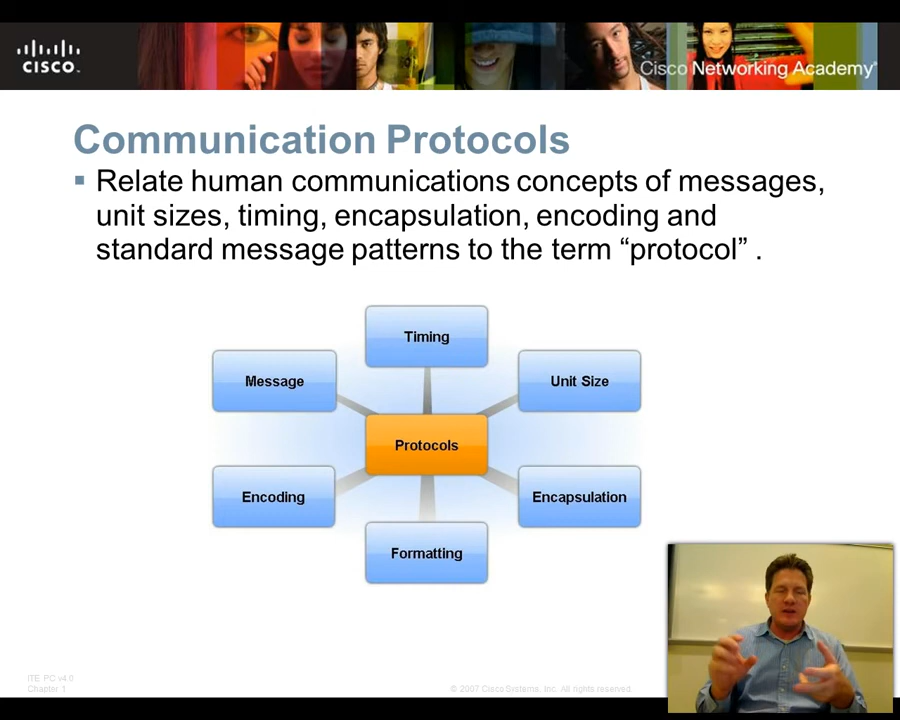 CISCO
Cisco Networking Academy®
Communication Protocols
Relate human communications concepts of messages,
unit sizes, timing, encapsulation, encoding and
standard message patterns to the term “protocol” .
Timing
Message
Unit Size
Protocols
Encoding
Encapsulation
Formatting
ITE PC v4.0
Chapter 1
© 2007 Cisco Systems, Inc. All rights reserved.